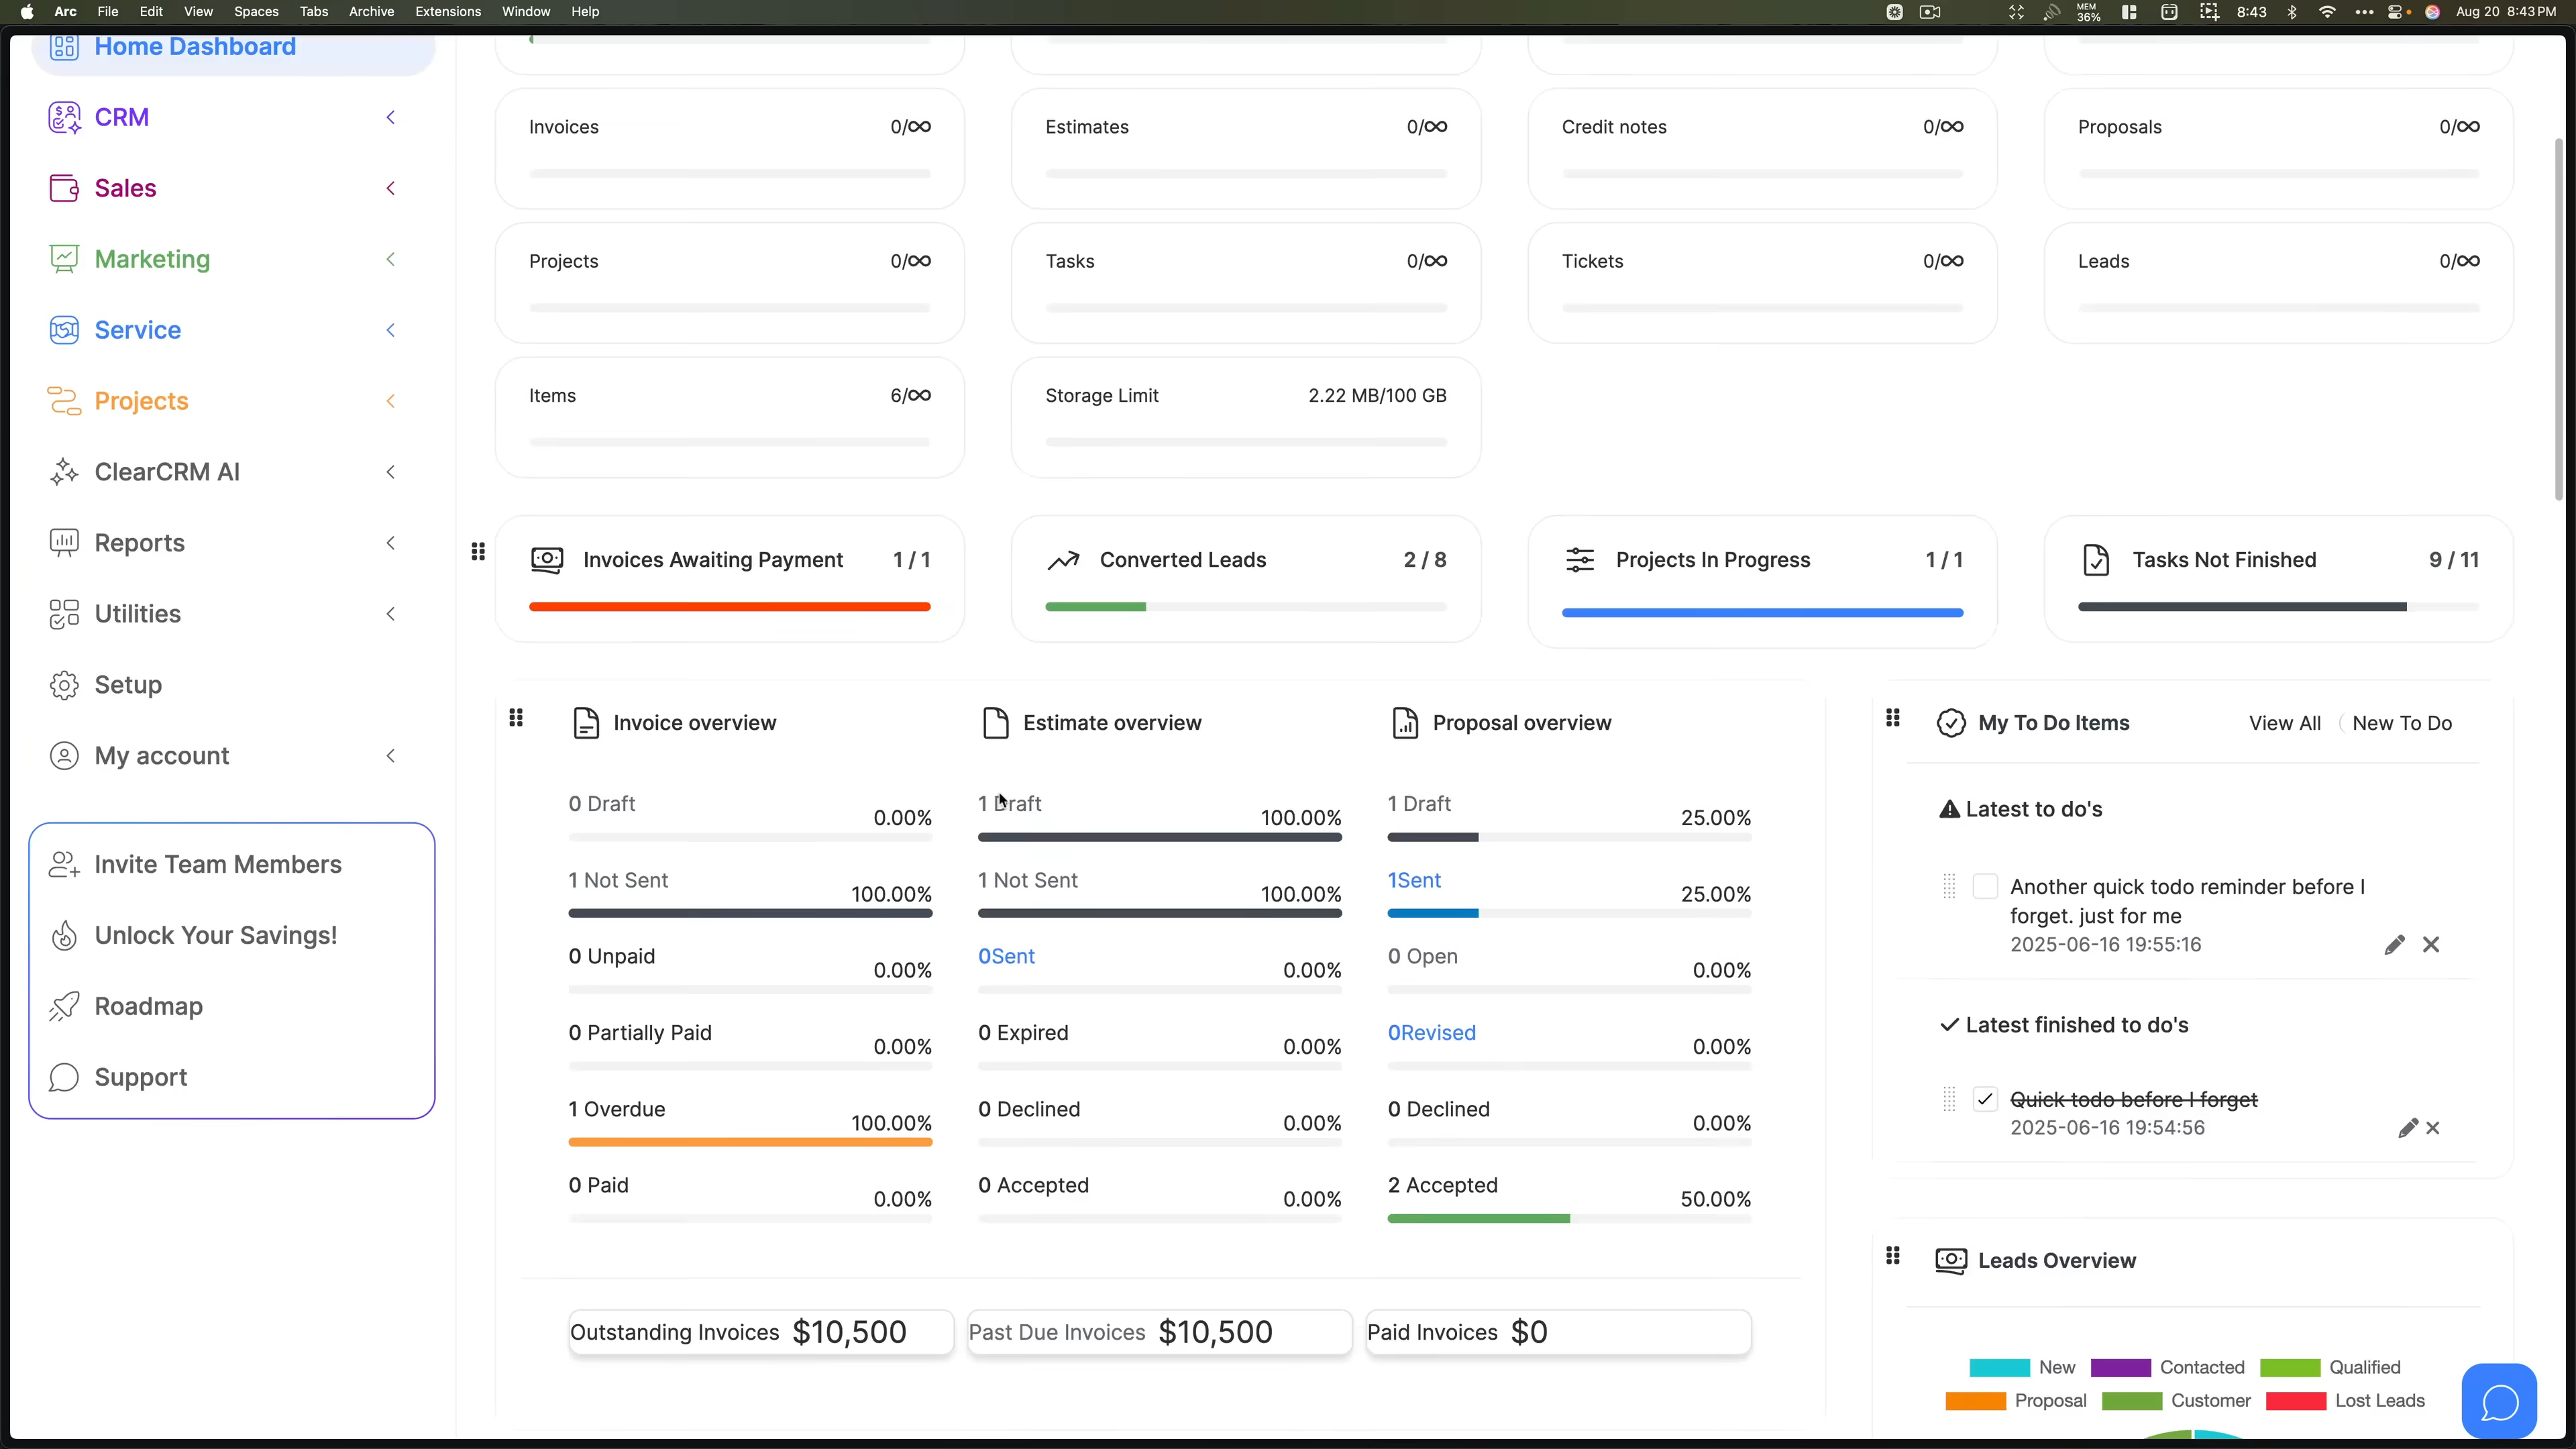 Arc File Edit View Spaces Tabs Archive Extensions Window Help
MEM 36% 8:43 Aug 20 8:43 PM
Home Dashboard
CRM
Sales
Marketing
Service
Projects
ClearCRM AI
Reports
Utilities
Setup
My account
Invite Team Members
Unlock Your Savings!
Roadmap
Support
Invoices 0/∞
Estimates 0/∞
Credit notes 0/∞
Proposals 0/∞
Projects 0/∞
Tasks 0/∞
Tickets 0/∞
Leads 0/∞
Items 6/∞
Storage Limit 2.22 MB/100 GB
Invoices Awaiting Payment 1 / 1
Converted Leads 2 / 8
Projects In Progress 1 / 1
Tasks Not Finished 9 / 11
Invoice overview
0 Draft 0.00%
1 Not Sent 100.00%
0 Unpaid 0.00%
0 Partially Paid 0.00%
1 Overdue 100.00%
0 Paid 0.00%
Estimate overview
1 Draft 100.00%
1 Not Sent 100.00%
0Sent 0.00%
0 Expired 0.00%
0 Declined 0.00%
0 Accepted 0.00%
Proposal overview
1 Draft 25.00%
1Sent 25.00%
0 Open 0.00%
0Revised 0.00%
0 Declined 0.00%
2 Accepted 50.00%
Outstanding Invoices $10,500
Past Due Invoices $10,500
Paid Invoices $0
My To Do Items View All New To Do
Latest to do's
Another quick todo reminder before I
forget. just for me
2025-06-16 19:55:16
Latest finished to do's
Quick todo before I forget
2025-06-16 19:54:56
Leads Overview
New Contacted Qualified
Proposal Customer Lost Leads